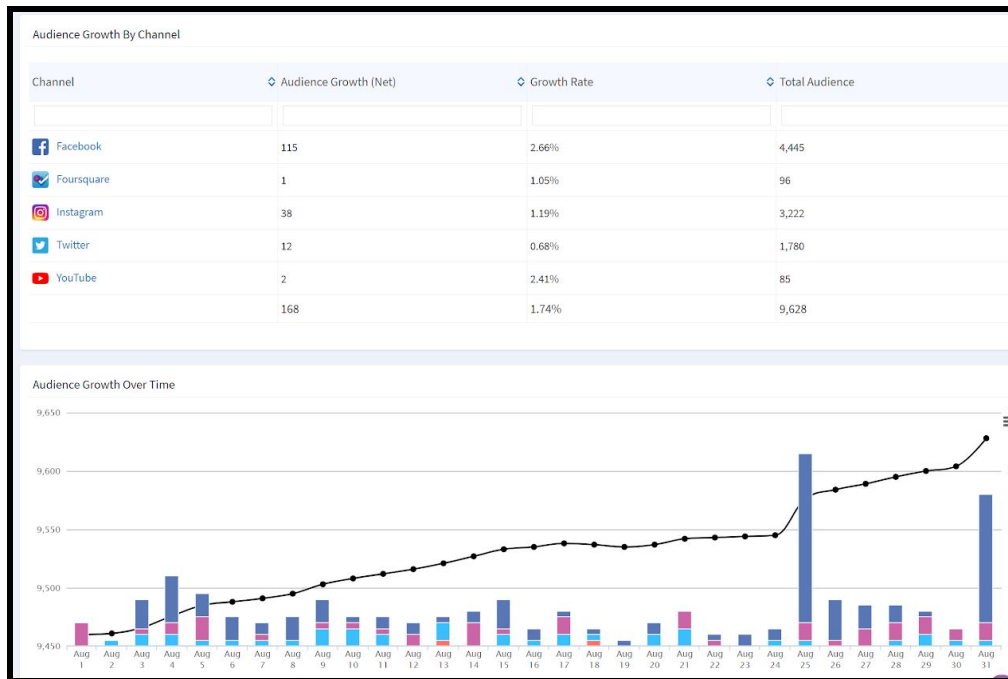 Audience Growth By Channel
Channel Audience Growth (Net) Growth Rate Total Audience
Facebook 115 2.66% 4,445
Foursquare 1 1.05% 96
Instagram 38 1.19% 3,222
Twitter 12 0.68% 1,780
YouTube 2 2.41% 85
168 1.74% 9,628
Audience Growth Over Time
9,650
9,600
9,550
9,500
9,450
Aug Aug Aug Aug Aug Aug Aug Aug Aug Aug Aug Aug Aug Aug Aug Aug Aug Aug Aug Aug Aug Aug Aug Aug Aug Aug Aug Aug Aug Aug Aug
1 2 3 4 5 6 7 8 9 10 11 12 13 14 15 16 17 18 19 20 21 22 23 24 25 26 27 28 29 30 31